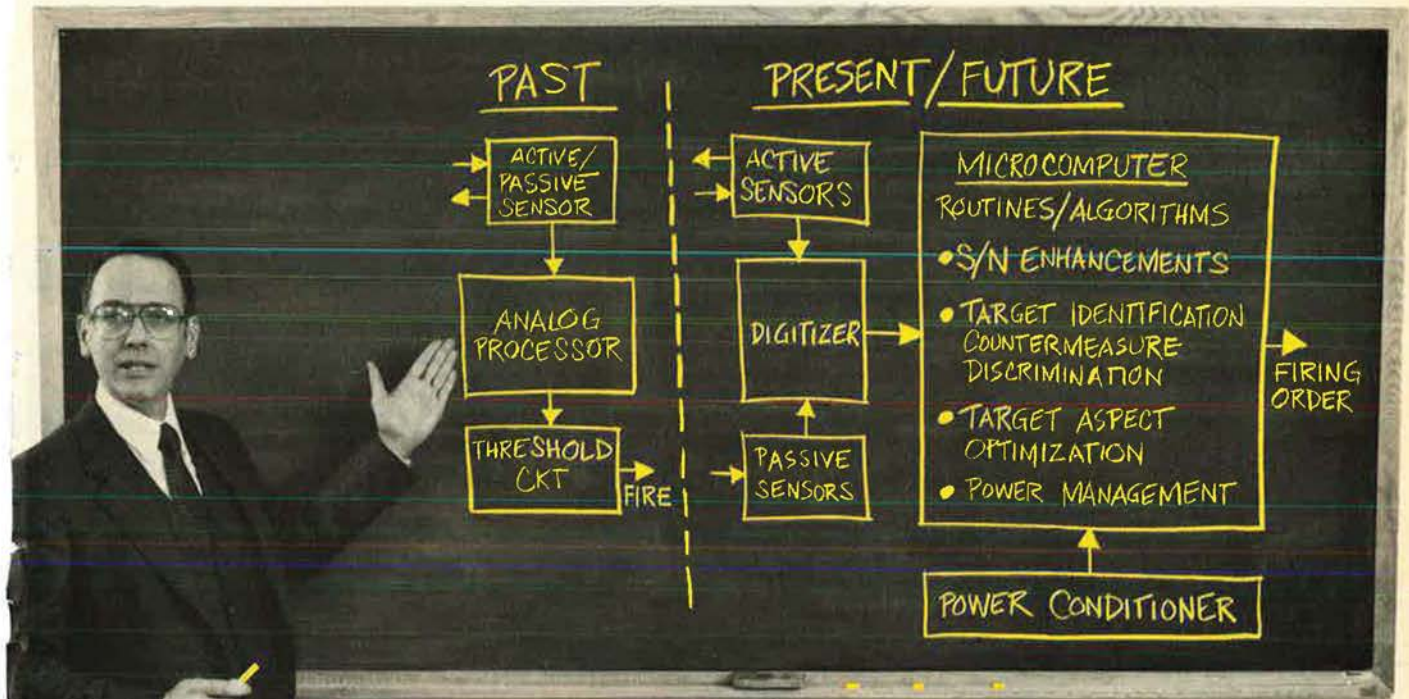 PAST
ACTIVE/
PASSIVE
SENSOR
ANALOG
PROCESSOR
THRESHOLD
CKT
FIRE
PRESENT/FUTURE
ACTIVE
SENSORS
DIGITIZER
PASSIVE
SENSORS
MICROCOMPUTER
ROUTINES/ALGORITHMS
• S/N ENHANCEMENTS
• TARGET IDENTIFICATION
COUNTERMEASURE
DISCRIMINATION
• TARGET ASPECT
OPTIMIZATION
• POWER MANAGEMENT
FIRING
ORDER
POWER CONDITIONER